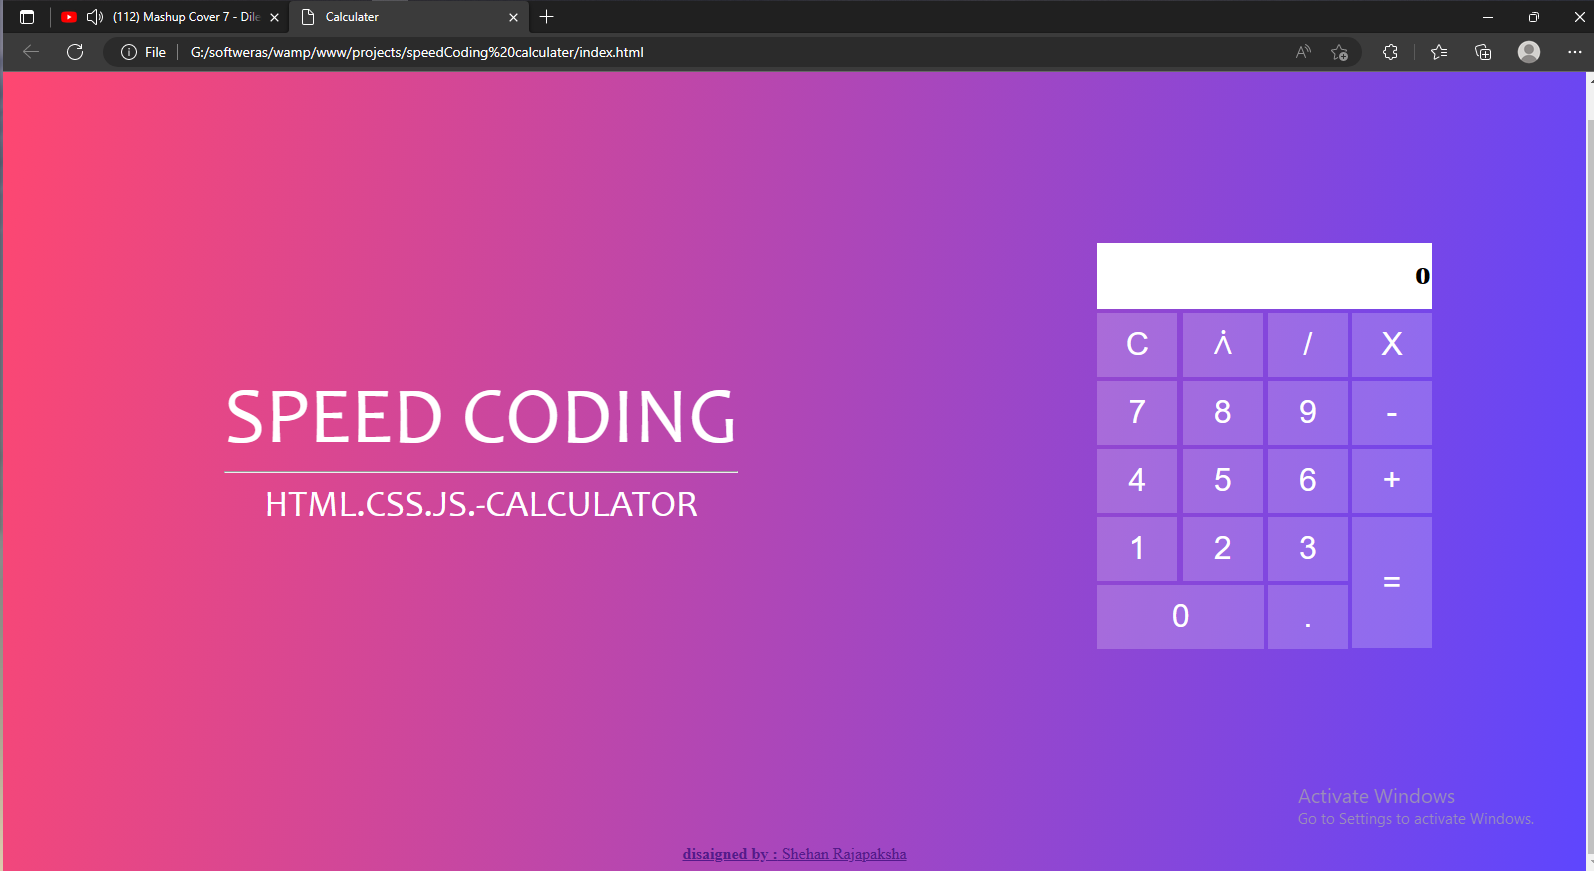 (112) Mashup Cover 7 - Dile
Calculater
File
G:/softweras/wamp/www/projects/speedCoding%20calculater/index.html
SPEED CODING
HTML.CSS.JS.-CALCULATOR
0
C Λ̇ / X
7 8 9 -
4 5 6 +
1 2 3
=
0 .
Activate Windows
Go to Settings to activate Windows.
disaigned by : Shehan Rajapaksha